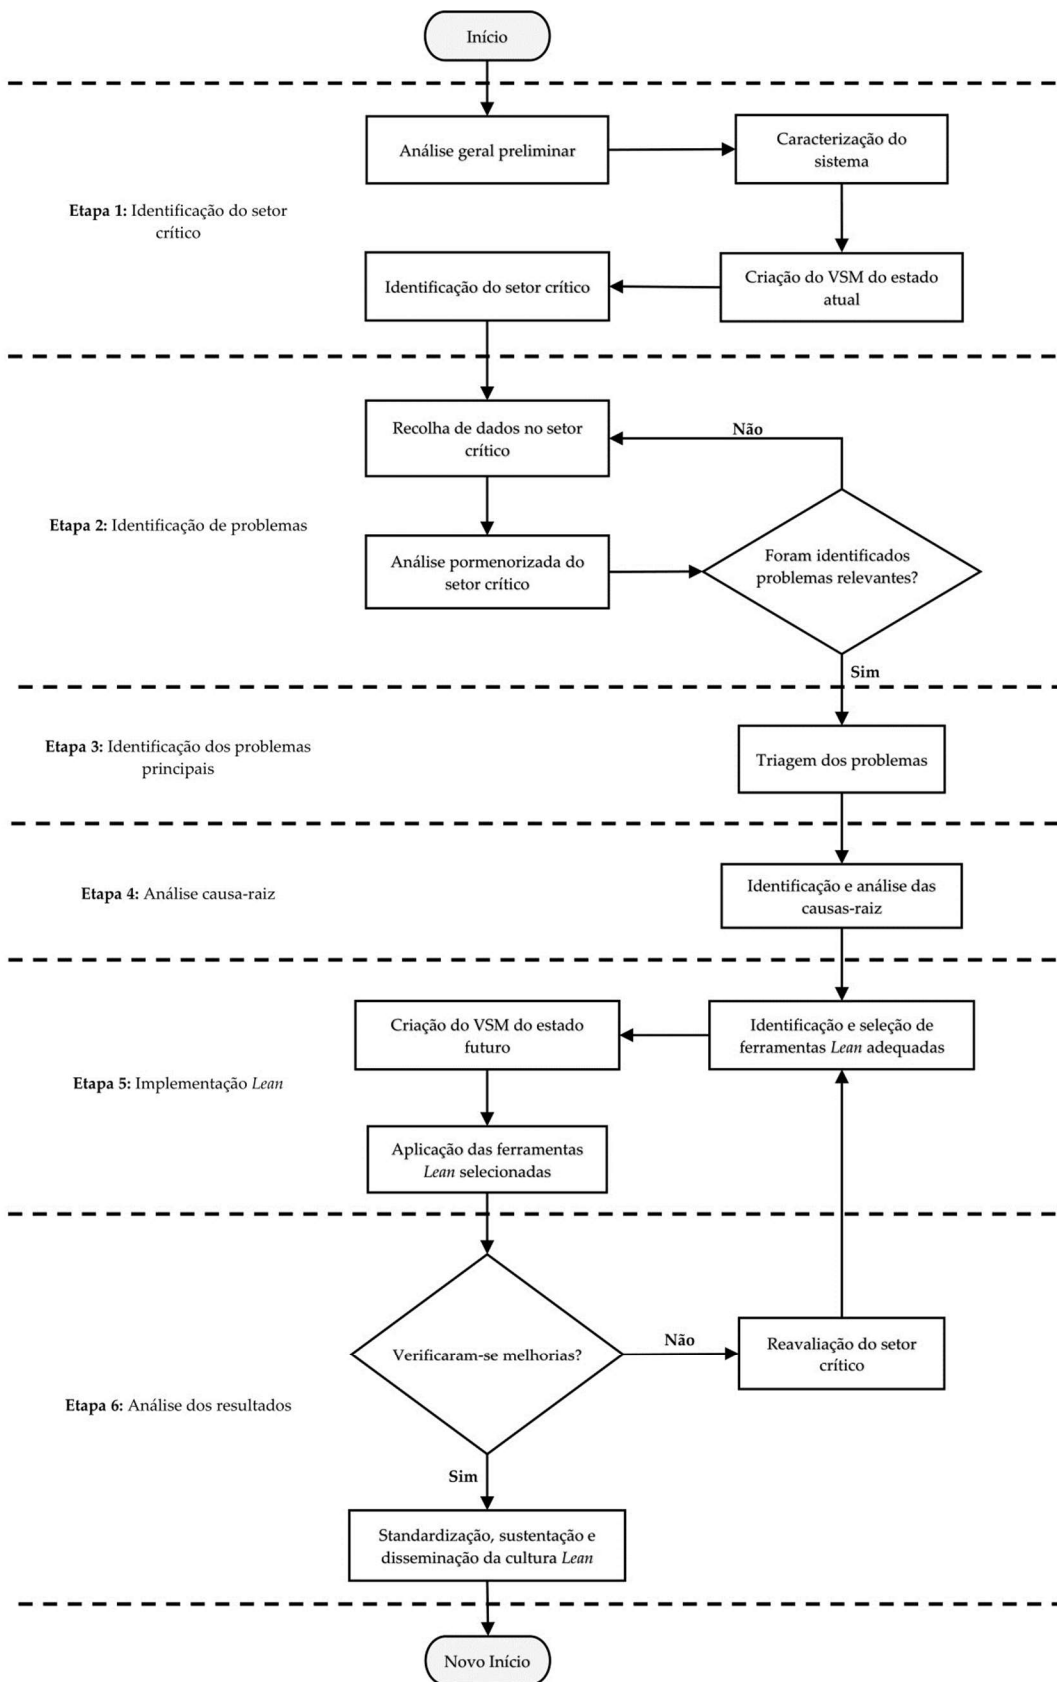 Início
Análise geral preliminar
Caracterização do
sistema
Etapa 1: Identificação do setor
crítico
Criação do VSM do estado
atual
Identificação do setor crítico
Recolha de dados no setor
crítico
Não
Etapa 2: Identificação de problemas
Análise pormenorizada do
setor crítico
Foram identificados
problemas relevantes?
Sim
Etapa 3: Identificação dos problemas
principais
Triagem dos problemas
Etapa 4: Análise causa-raiz
Identificação e análise das
causas-raiz
Criação do VSM do estado
futuro
Identificação e seleção de
ferramentas Lean adequadas
Etapa 5: Implementação Lean
Aplicação das ferramentas
Lean selecionadas
Verificaram-se melhorias?
Não
Reavaliação do setor
crítico
Etapa 6: Análise dos resultados
Sim
Standardização, sustentação e
disseminação da cultura Lean
Novo Início